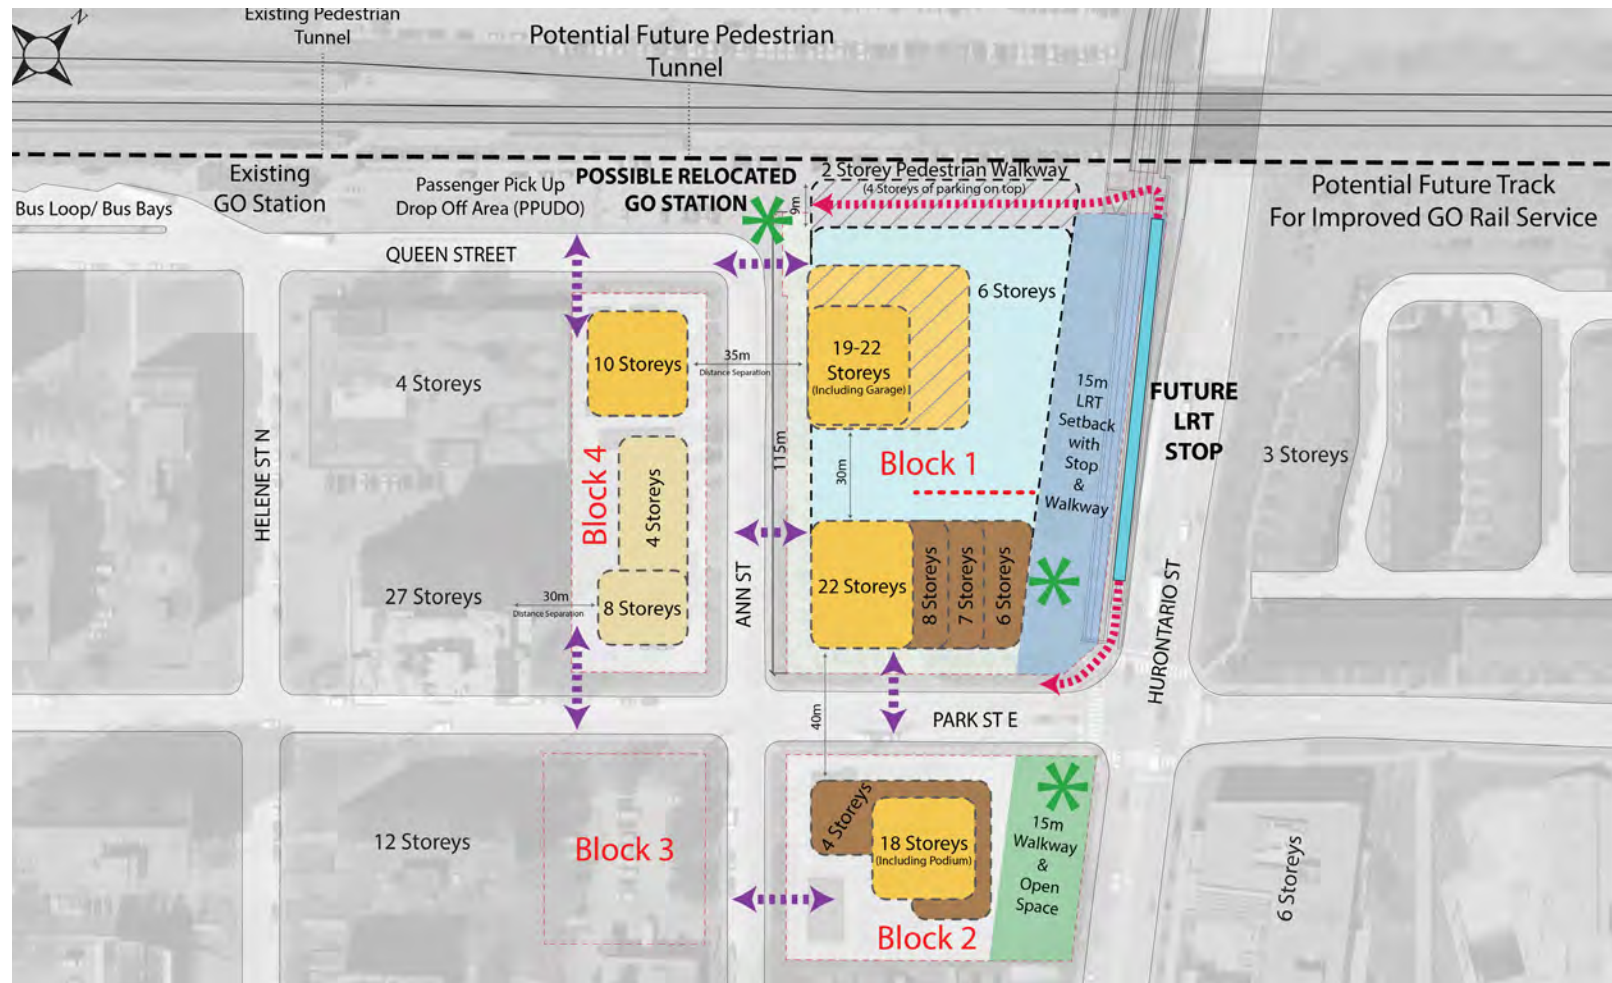 N
Existing Pedestrian
Tunnel
Potential Future Pedestrian
Tunnel
Existing
GO Station
Bus Loop/ Bus Bays
Passenger Pick Up
Drop Off Area (PPUDO)
POSSIBLE RELOCATED
GO STATION
2 Storey Pedestrian Walkway
(4 Storeys of parking on top)
9m
Potential Future Track
For Improved GO Rail Service
QUEEN STREET
6 Storeys
10 Storeys
35m
Distance Separation
19-22
Storeys
(Including Garage)
4 Storeys
15m
LRT
Setback
with
Stop
&
Walkway
FUTURE
LRT
STOP
3 Storeys
HELENE ST N
Block 4
4 Storeys
115m
30m
Block 1
27 Storeys
30m
Distance Separation
8 Storeys
ANN ST
22 Storeys
8 Storeys
7 Storeys
6 Storeys
HURONTARIO ST
40m
PARK ST E
12 Storeys
Block 3
4 Storeys
18 Storeys
(Including Podium)
Block 2
15m
Walkway
&
Open
Space
6 Storeys